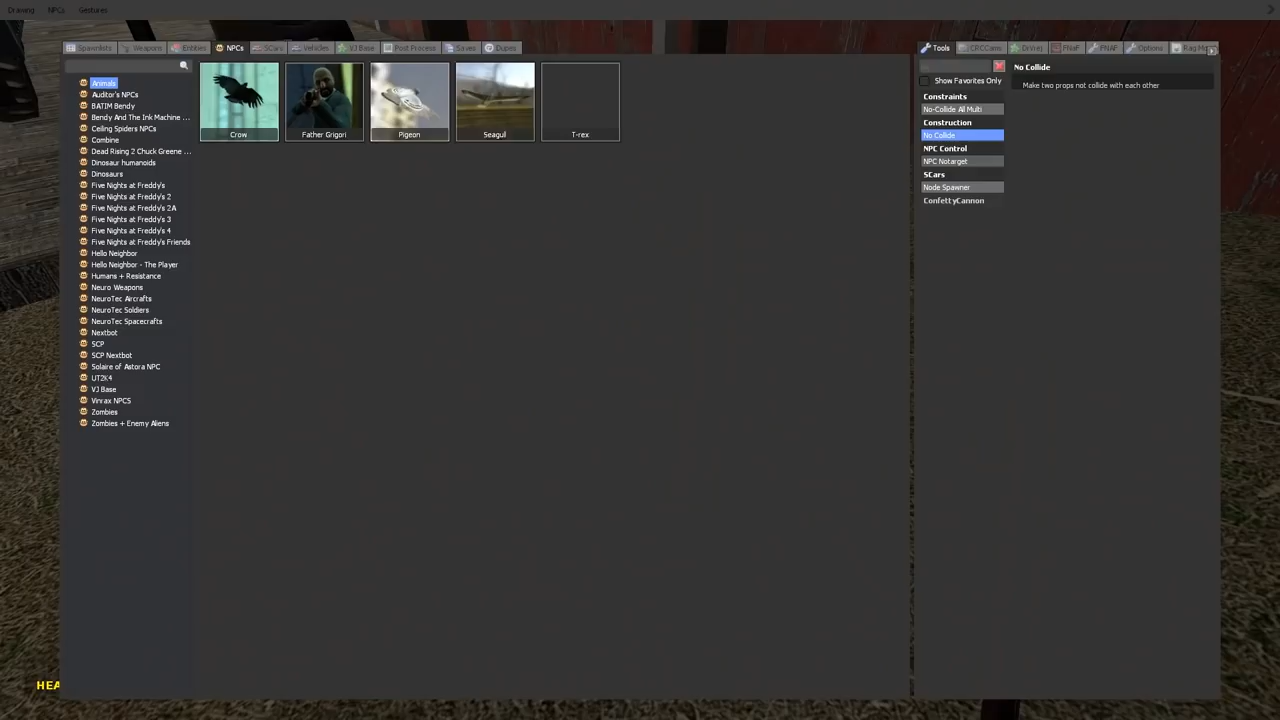 Drawing NPCs Gestures
Spawnlists Weapons Entities NPCs SCars Vehicles VJ Base Post Process Saves Dupes
Animals
Auditor's NPCs
BATIM Bendy
Bendy And The Ink Machine ...
Ceiling Spiders NPCs
Combine
Dead Rising 2 Chuck Greene ...
Dinosaur humanoids
Dinosaurs
Five Nights at Freddy's
Five Nights at Freddy's 2
Five Nights at Freddy's 2A
Five Nights at Freddy's 3
Five Nights at Freddy's 4
Five Nights at Freddy's Friends
Hello Neighbor
Hello Neighbor - The Player
Humans + Resistance
Neuro Weapons
NeuroTec Aircrafts
NeuroTec Soldiers
NeuroTec Spacecrafts
Nextbot
SCP
SCP Nextbot
Solaire of Astora NPC
UT2K4
VJ Base
Vinrax NPCS
Zombies
Zombies + Enemy Aliens
Crow Father Grigori Pigeon Seagull T-rex
Tools CRCCams FNaF FNAF Options Rag
Show Favorites Only
Constraints
No-Collide All Multi
Construction
No Collide
NPC Control
NPC Notarget
SCars
Node Spawner
ConfettyCannon
No Collide
Make two props not collide with each other
HEA